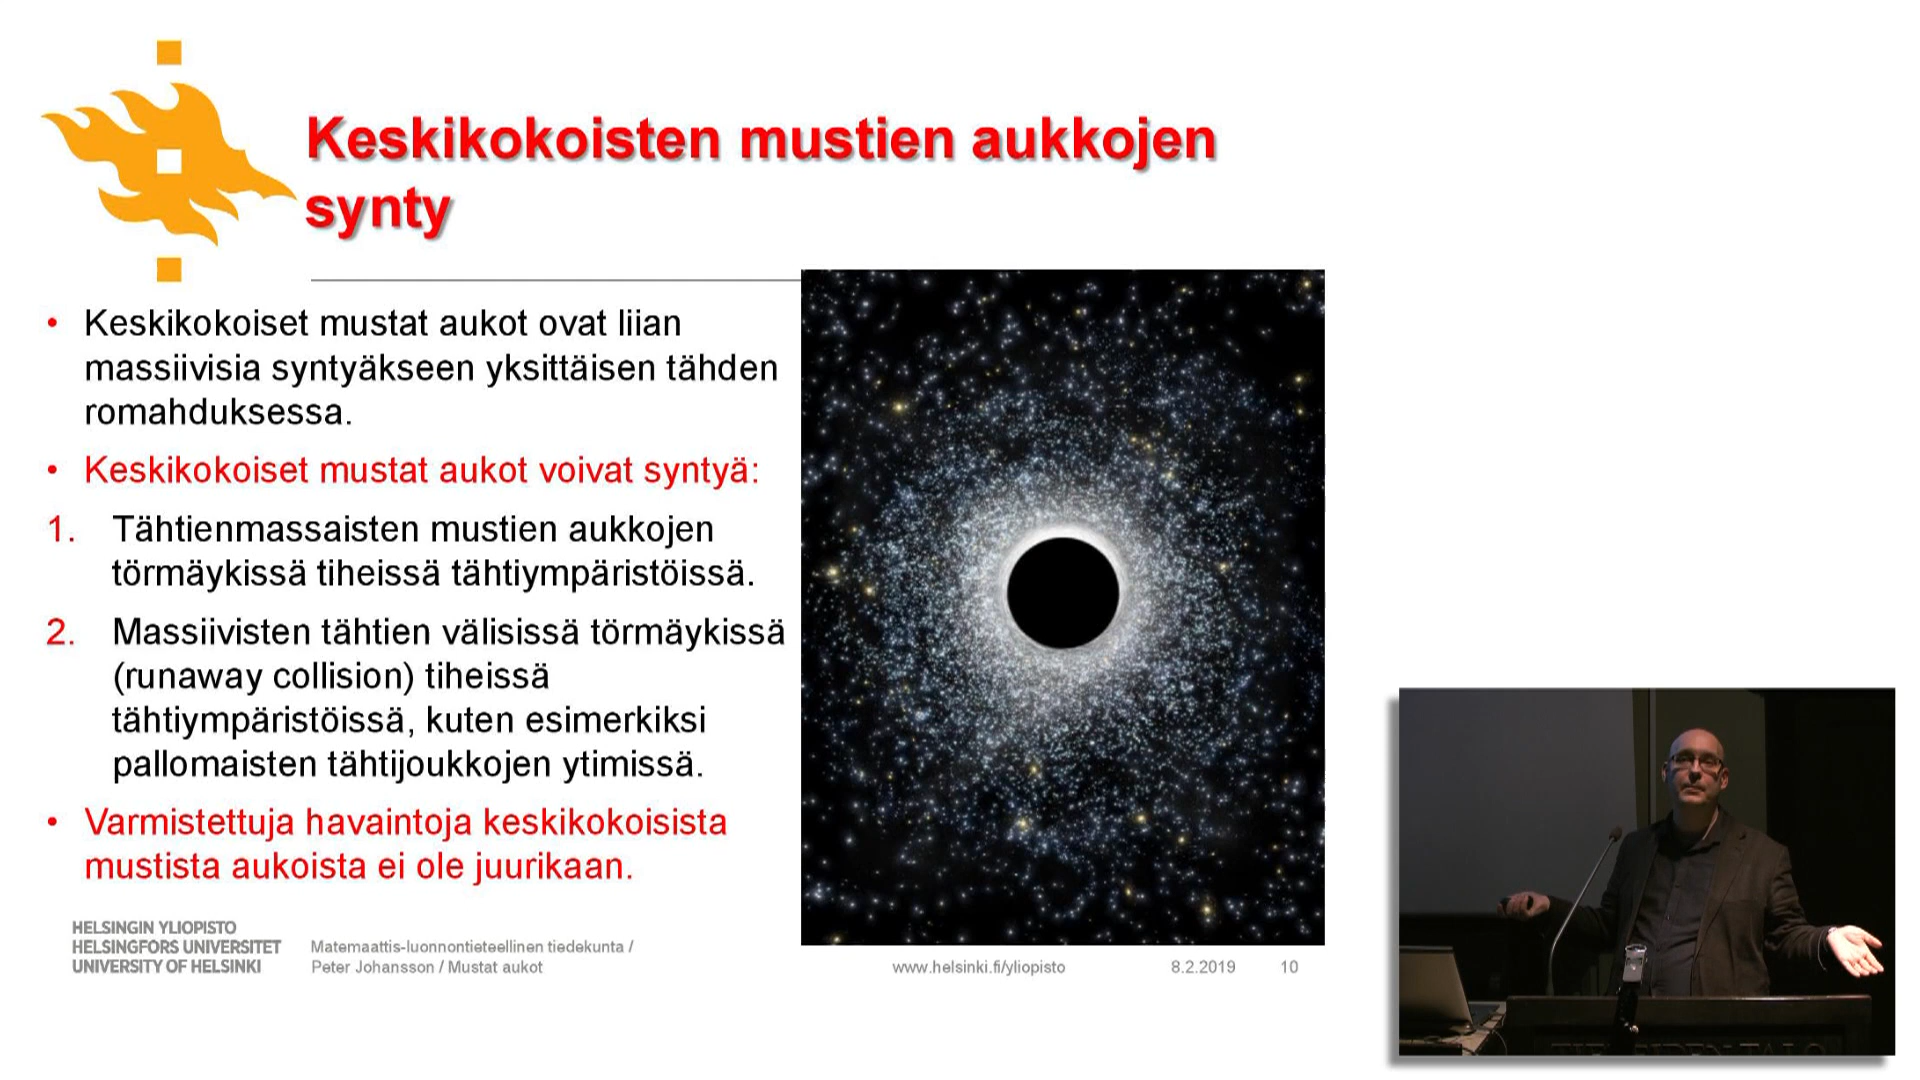 Keskikokoisten mustien aukkojen
synty
• Keskikokoiset mustat aukot ovat liian
massiivisia syntyäkseen yksittäisen tähden
romahduksessa.
• Keskikokoiset mustat aukot voivat syntyä:
1. Tähtienmassaisten mustien aukkojen
törmäykissä tiheissä tähtiympäristöissä.
2. Massiivisten tähtien välisissä törmäykissä
(runaway collision) tiheissä
tähtiympäristöissä, kuten esimerkiksi
pallomaisten tähtijoukkojen ytimissä.
• Varmistettuja havaintoja keskikokoisista
mustista aukoista ei ole juurikaan.
HELSINGIN YLIOPISTO
HELSINGFORS UNIVERSITET
UNIVERSITY OF HELSINKI
Matemaattis-luonnontieteellinen tiedekunta /
Peter Johansson / Mustat aukot
www.helsinki.fi/yliopisto
8.2.2019
10